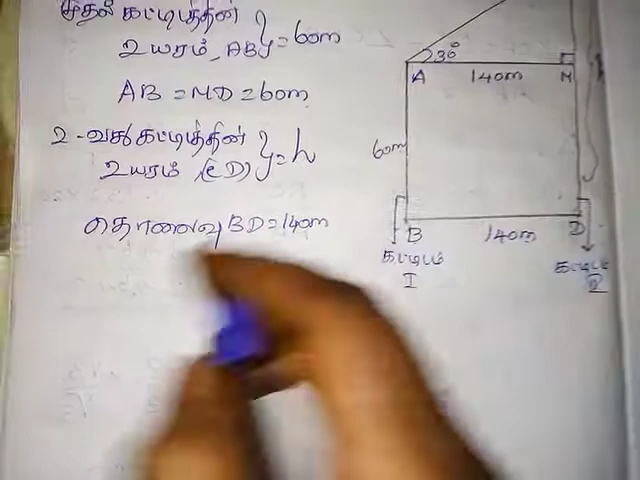 முதல் கட்டிடத்தின்
உயரம், AB} = 60m
AB = MD = 60m
2-வது கட்டிடத்தின்
உயரம் (CD)} = h
தொலைவு BD = 140m
30°
A 140m M
60m
B 140m D
கட்டிடம்
I
கட்டிடம்
2